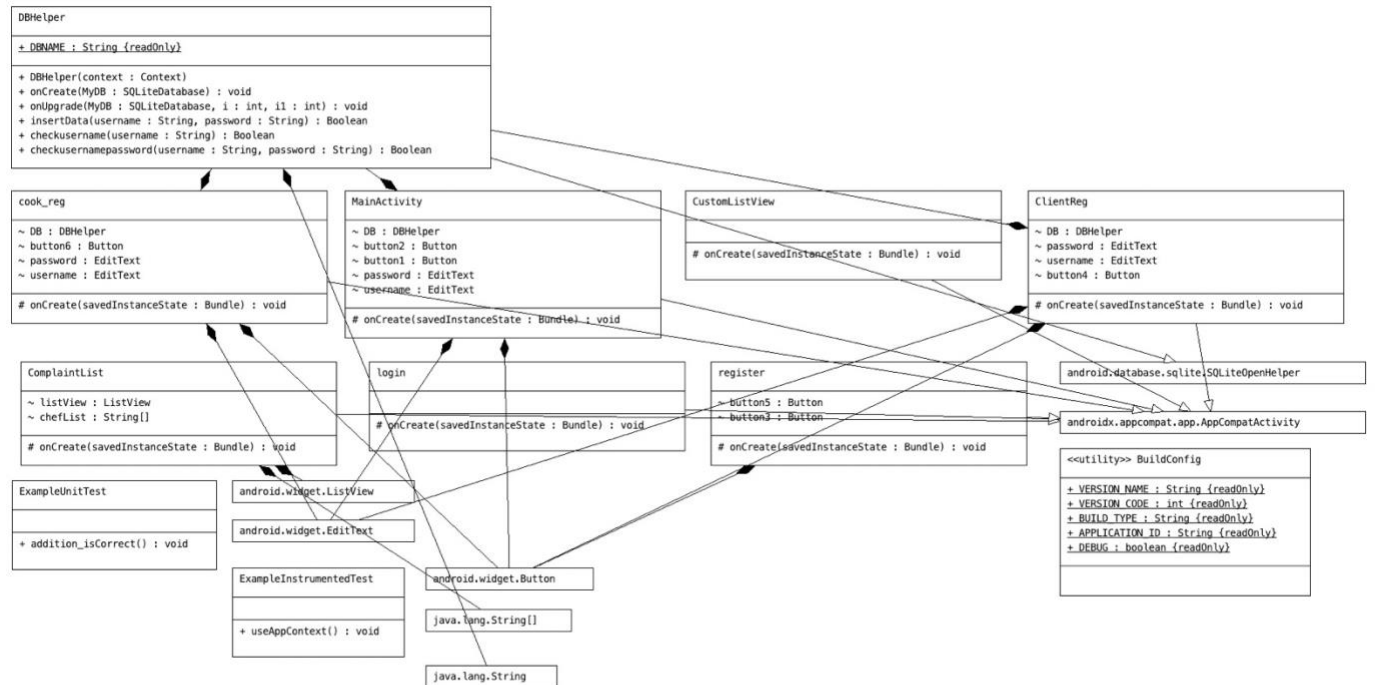 DBHelper
+ DBNAME : String {readOnly}
+ DBHelper(context : Context)
+ onCreate(MyDB : SQLiteDatabase) : void
+ onUpgrade(MyDB : SQLiteDatabase, i : int, i1 : int) : void
+ insertData(username : String, password : String) : Boolean
+ checkusername(username : String) : Boolean
+ checkusernamepassword(username : String, password : String) : Boolean
cook_reg
~ DB : DBHelper
~ button6 : Button
~ password : EditText
~ username : EditText
# onCreate(savedInstanceState : Bundle) : void
MainActivity
~ DB : DBHelper
~ button2 : Button
~ button1 : Button
~ password : EditText
~ username : EditText
# onCreate(savedInstanceState : Bundle) : void
CustomListView
# onCreate(savedInstanceState : Bundle) : void
ClientReg
~ DB : DBHelper
~ password : EditText
~ username : EditText
~ button4 : Button
# onCreate(savedInstanceState : Bundle) : void
ComplaintList
~ listView : ListView
~ chefList : String[]
# onCreate(savedInstanceState : Bundle) : void
login
# onCreate(savedInstanceState : Bundle) : void
register
~ button5 : Button
~ button3 : Button
# onCreate(savedInstanceState : Bundle) : void
android.database.sqlite.SQLiteOpenHelper
androidx.appcompat.app.AppCompatActivity
<<utility>> BuildConfig
+ VERSION_NAME : String {readOnly}
+ VERSION_CODE : int {readOnly}
+ BUILD_TYPE : String {readOnly}
+ APPLICATION_ID : String {readOnly}
+ DEBUG : boolean {readOnly}
ExampleUnitTest
+ addition_isCorrect() : void
android.widget.ListView
android.widget.EditText
ExampleInstrumentedTest
+ useAppContext() : void
android.widget.Button
java.lang.String[]
java.lang.String